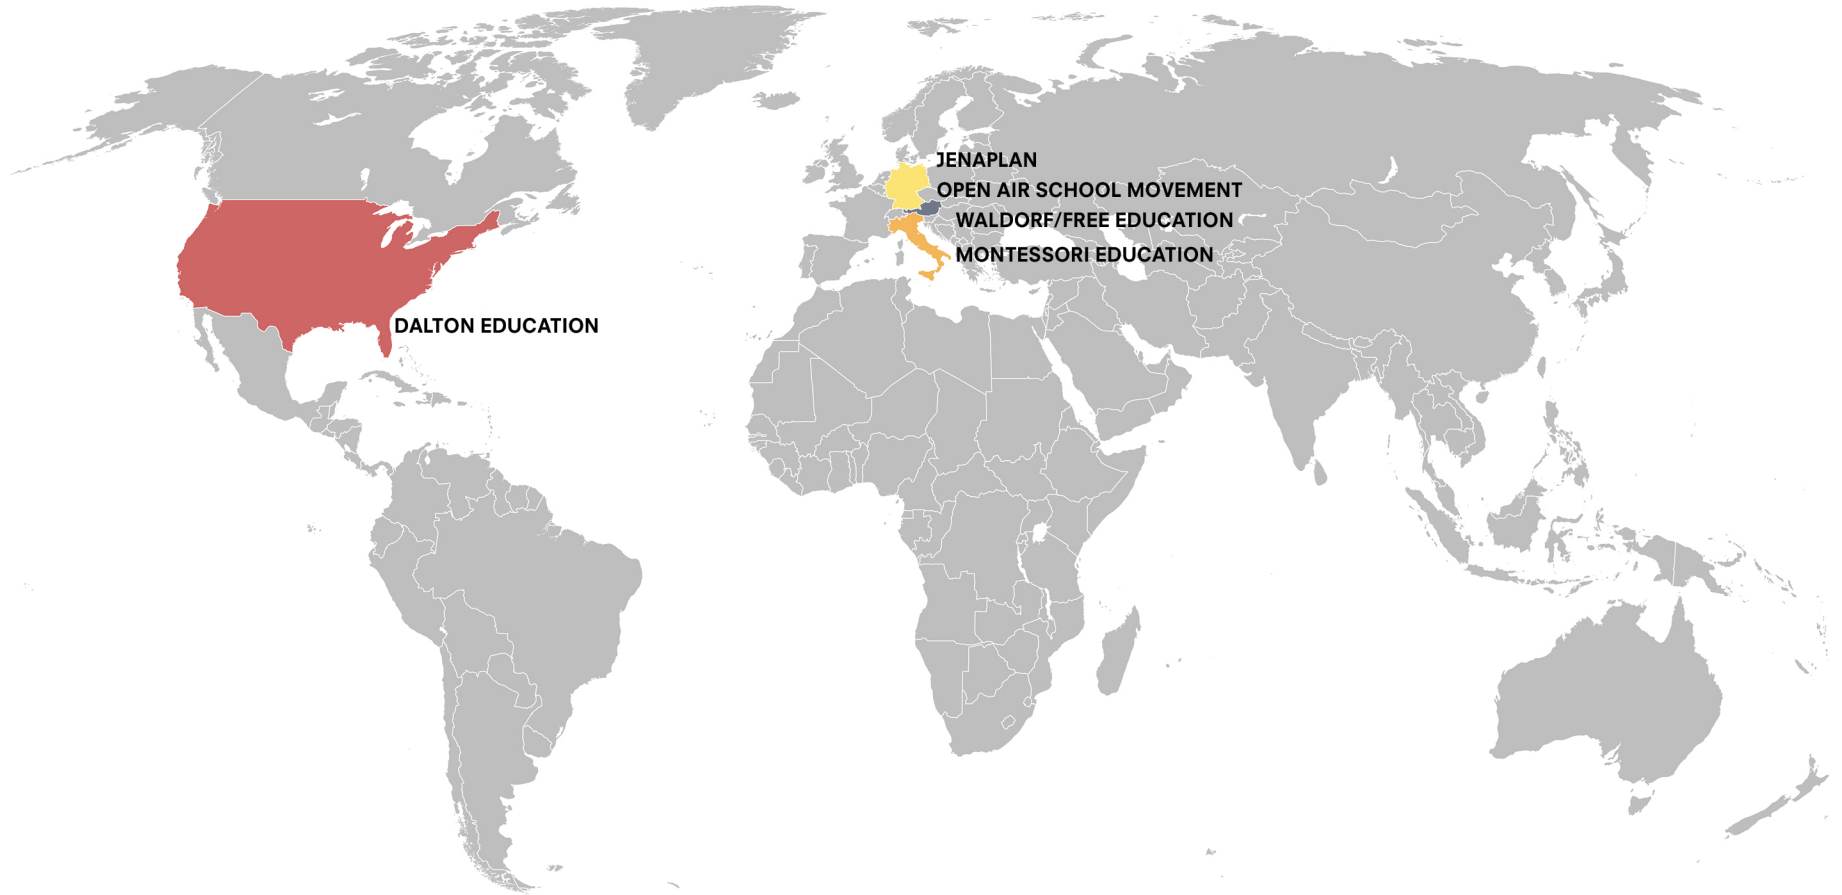 JENAPLAN
OPEN AIR SCHOOL MOVEMENT
WALDORF/FREE EDUCATION
MONTESSORI EDUCATION
DALTON EDUCATION